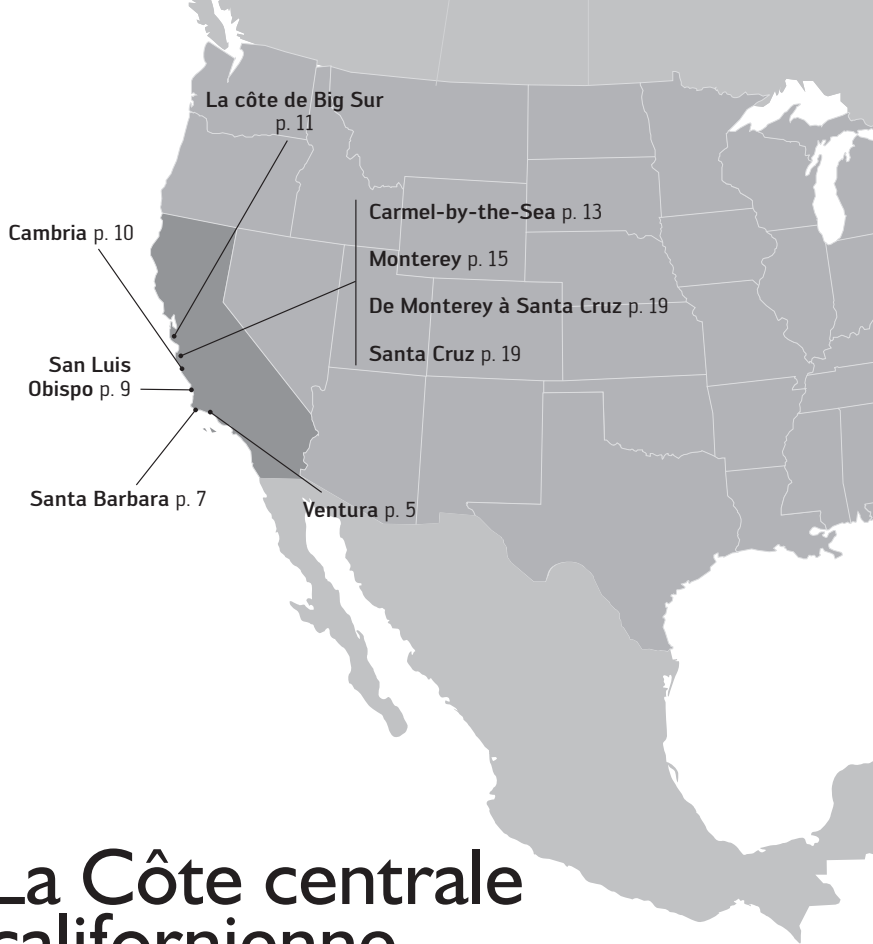 La côte de Big Sur
p. 11
Carmel-by-the-Sea p. 13
Cambria p. 10
Monterey p. 15
De Monterey à Santa Cruz p. 19
Santa Cruz p. 19
San Luis
Obispo p. 9
Santa Barbara p. 7
Ventura p. 5
La Côte centrale
californienne